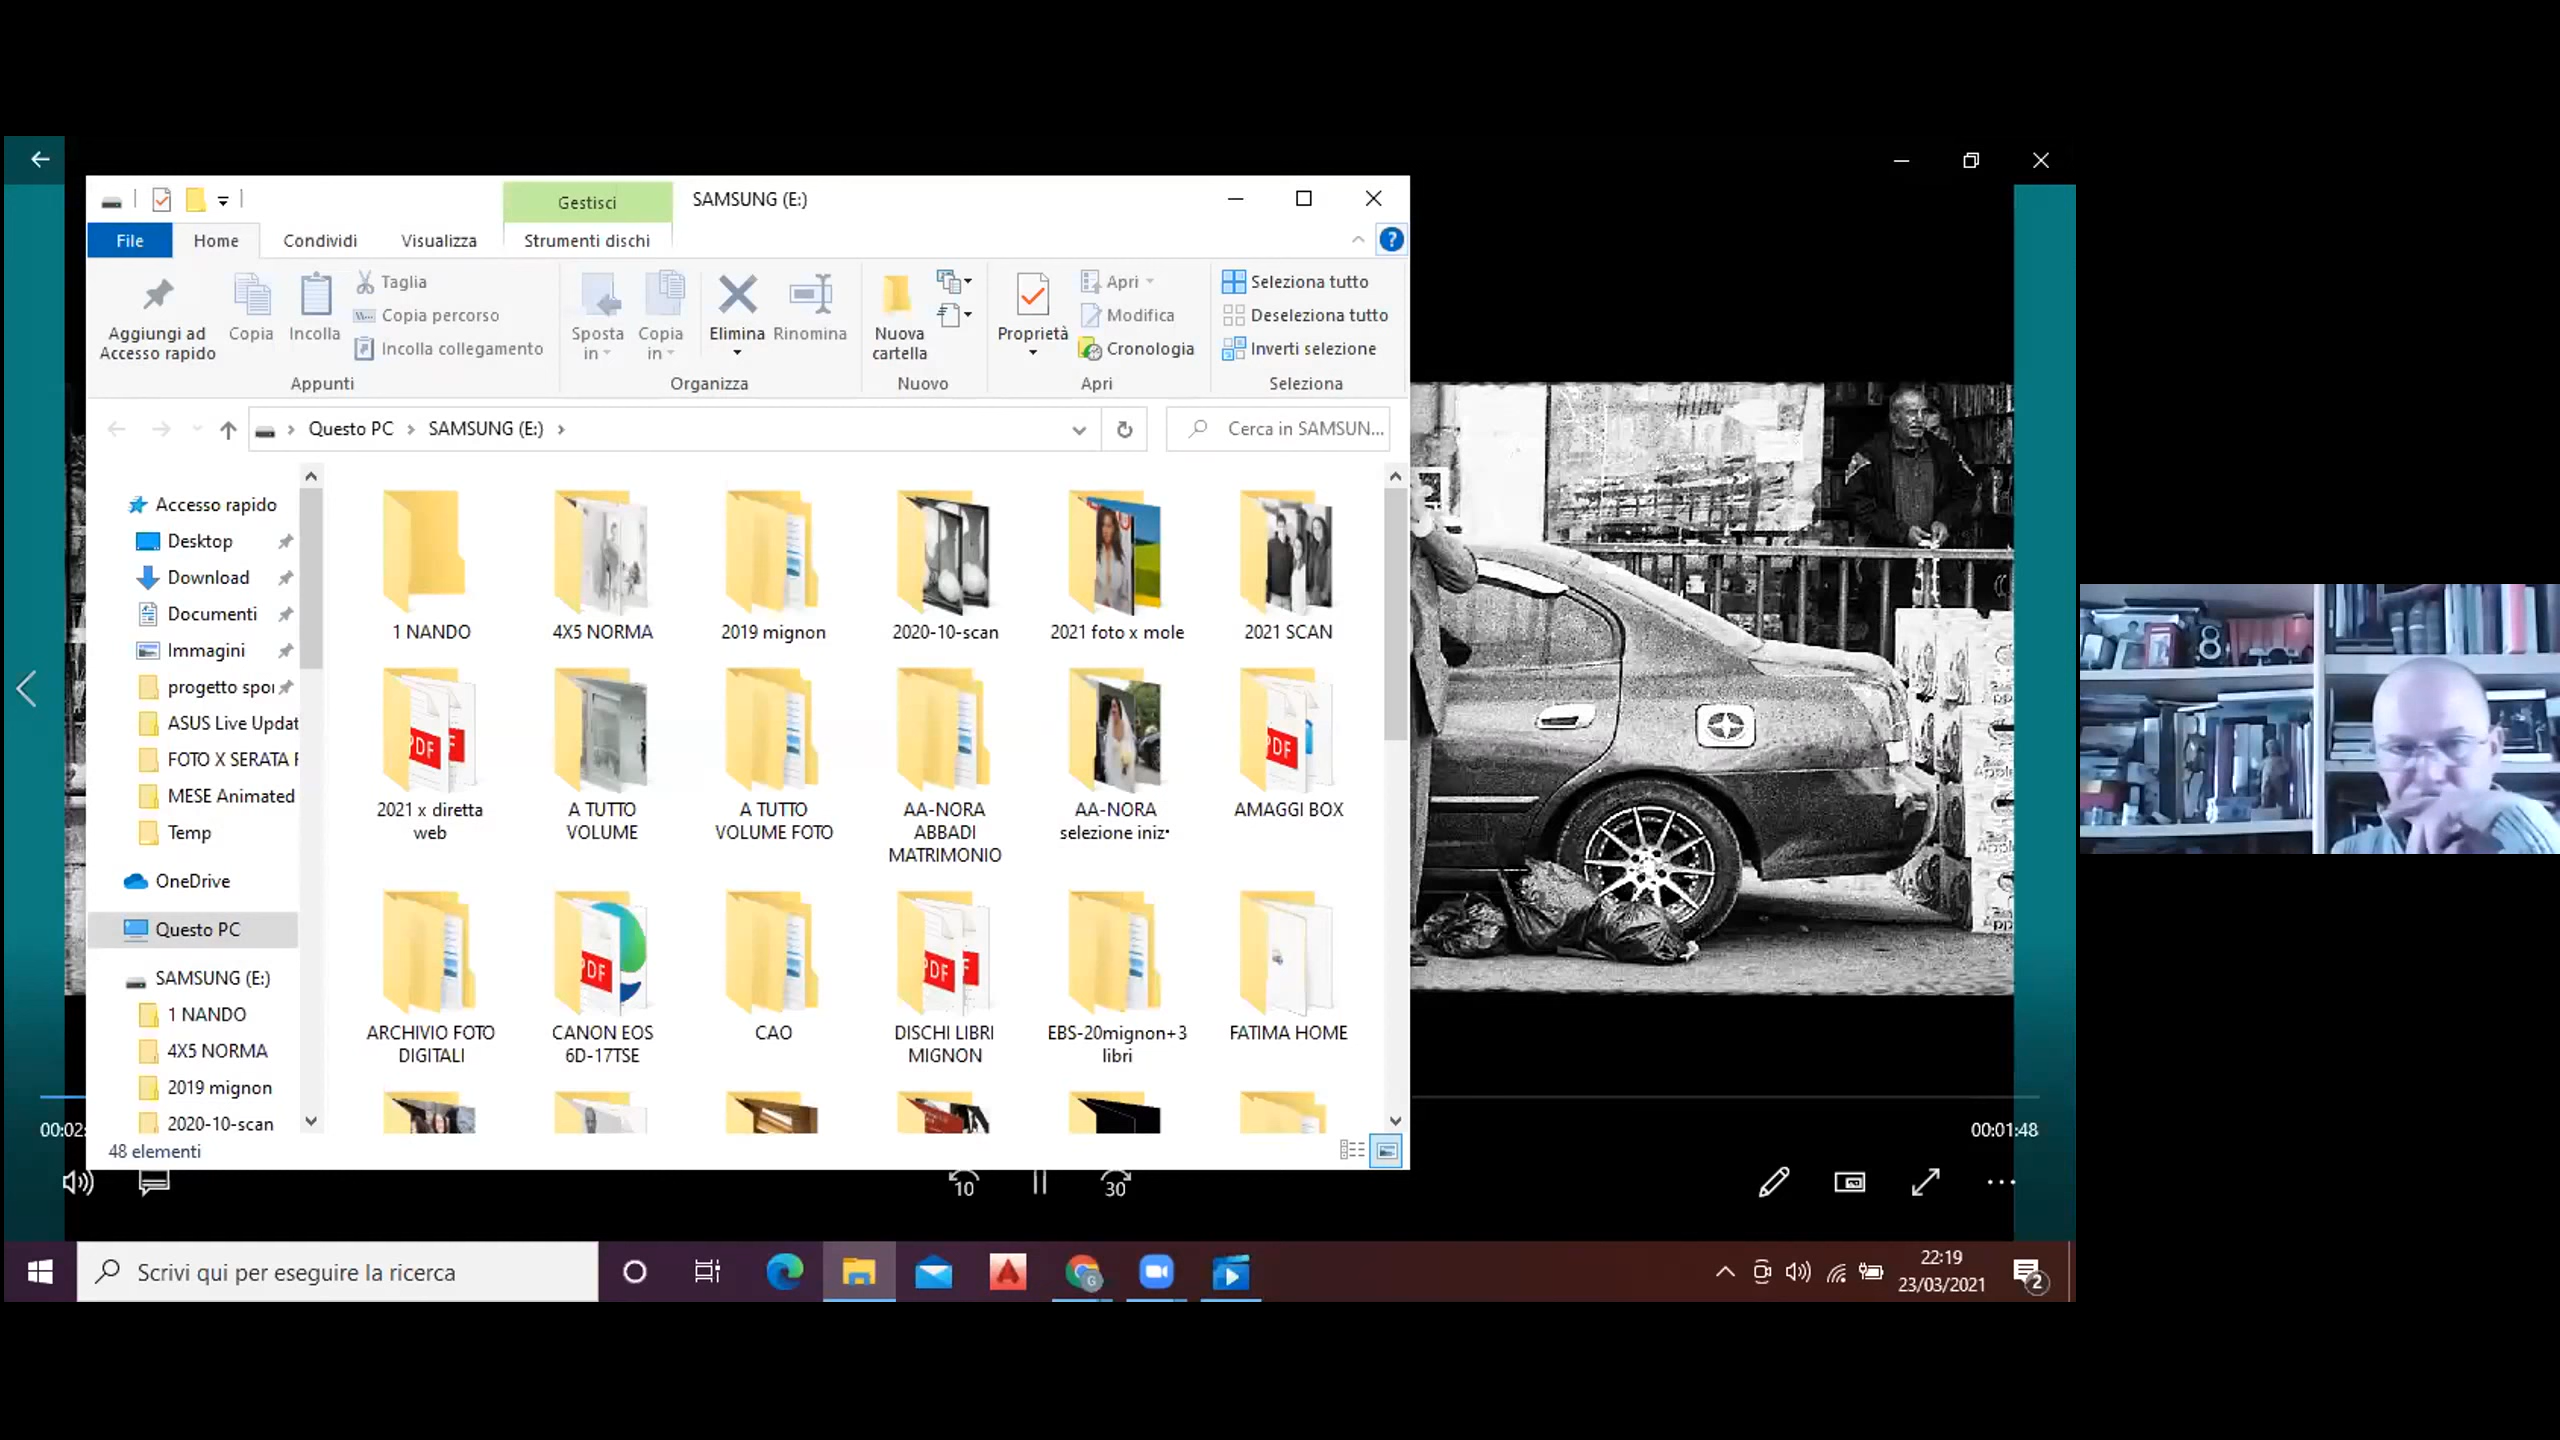 Gestisci
SAMSUNG (E:)
File
Home
Condividi
Visualizza
Strumenti dischi
Aggiungi ad
Accesso rapido
Copia
Incolla
Taglia
Copia percorso
Incolla collegamento
Sposta
in
Copia
in
Elimina
Rinomina
Nuova
cartella
Proprietà
Apri
Modifica
Cronologia
Seleziona tutto
Deseleziona tutto
Inverti selezione
Appunti
Organizza
Nuovo
Apri
Seleziona
Questo PC
SAMSUNG (E:)
Cerca in SAMSUN...
Accesso rapido
Desktop
Download
Documenti
Immagini
progetto spor
ASUS Live Updat
FOTO X SERATA
MESE Animated
Temp
OneDrive
Questo PC
SAMSUNG (E:)
1 NANDO
4X5 NORMA
2019 mignon
2020-10-scan
1 NANDO
4X5 NORMA
2019 mignon
2020-10-scan
2021 foto x mole
2021 SCAN
2021 x diretta
web
A TUTTO
VOLUME
A TUTTO
VOLUME FOTO
AA-NORA
ABBADI
MATRIMONIO
AA-NORA
selezione iniz
AMAGGI BOX
ARCHIVIO FOTO
DIGITALI
CANON EOS
6D-17TSE
CAO
DISCHI LIBRI
MIGNON
EBS-20mignon+3
libri
FATIMA HOME
48 elementi
00:02:
00:01:48
10
30
Scrivi qui per eseguire la ricerca
22:19
23/03/2021
2
8